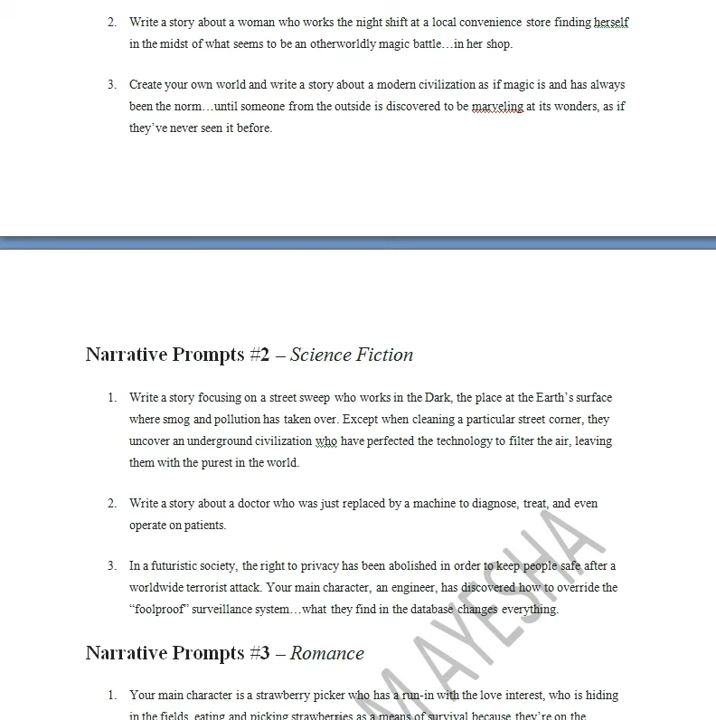 2. Write a story about a woman who works the night shift at a local convenience store finding herself
in the midst of what seems to be an otherworldly magic battle…in her shop.
3. Create your own world and write a story about a modern civilization as if magic is and has always
been the norm…until someone from the outside is discovered to be marveling at its wonders, as if
they’ve never seen it before.
Narrative Prompts #2 – Science Fiction
1. Write a story focusing on a street sweep who works in the Dark, the place at the Earth’s surface
where smog and pollution has taken over. Except when cleaning a particular street corner, they
uncover an underground civilization who have perfected the technology to filter the air, leaving
them with the purest in the world.
2. Write a story about a doctor who was just replaced by a machine to diagnose, treat, and even
operate on patients.
3. In a futuristic society, the right to privacy has been abolished in order to keep people safe after a
worldwide terrorist attack. Your main character, an engineer, has discovered how to override the
“foolproof” surveillance system…what they find in the database changes everything.
Narrative Prompts #3 – Romance
1. Your main character is a strawberry picker who has a run-in with the love interest, who is hiding
in the fields, eating and picking strawberries as a means of survival because they’re on the
M AYESHA